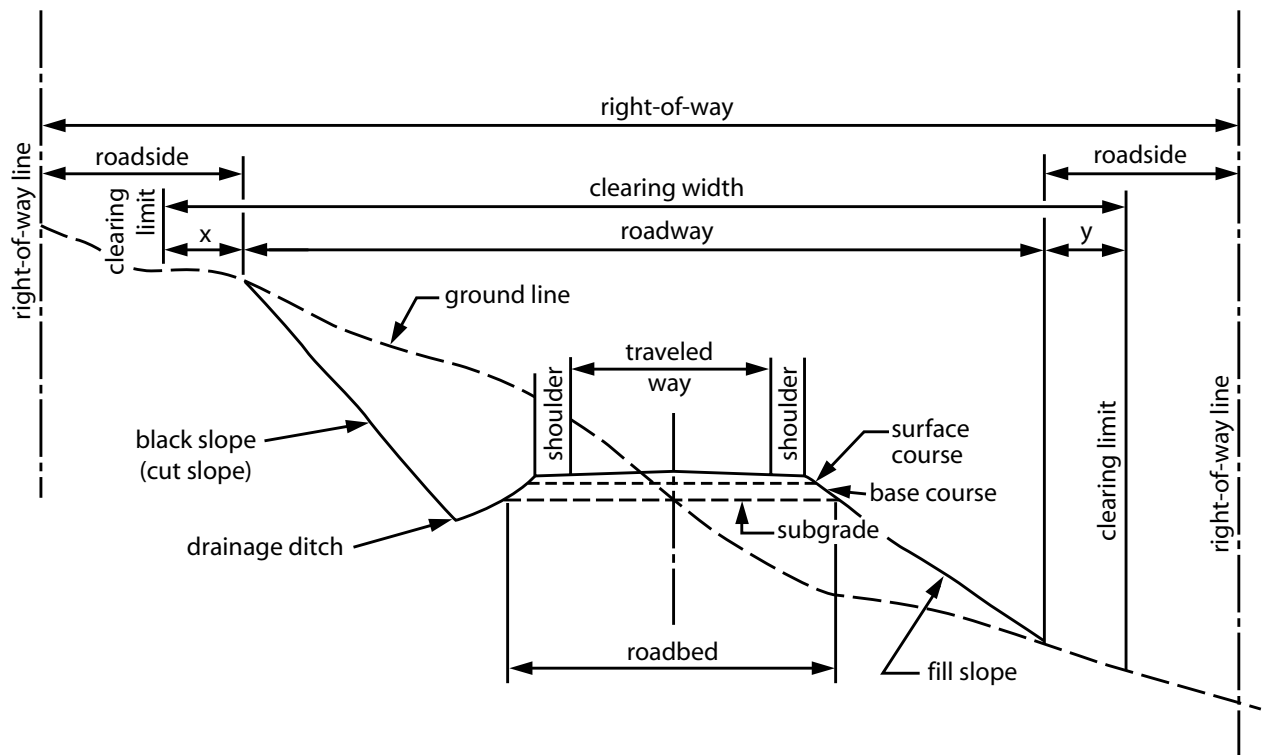 right-of-way
roadside
roadside
clearing width
right-of-way line
clearing
limit
x
roadway
y
ground line
traveled
way
shoulder
shoulder
black slope
(cut slope)
surface
course
base course
clearing limit
right-of-way line
drainage ditch
subgrade
roadbed
fill slope